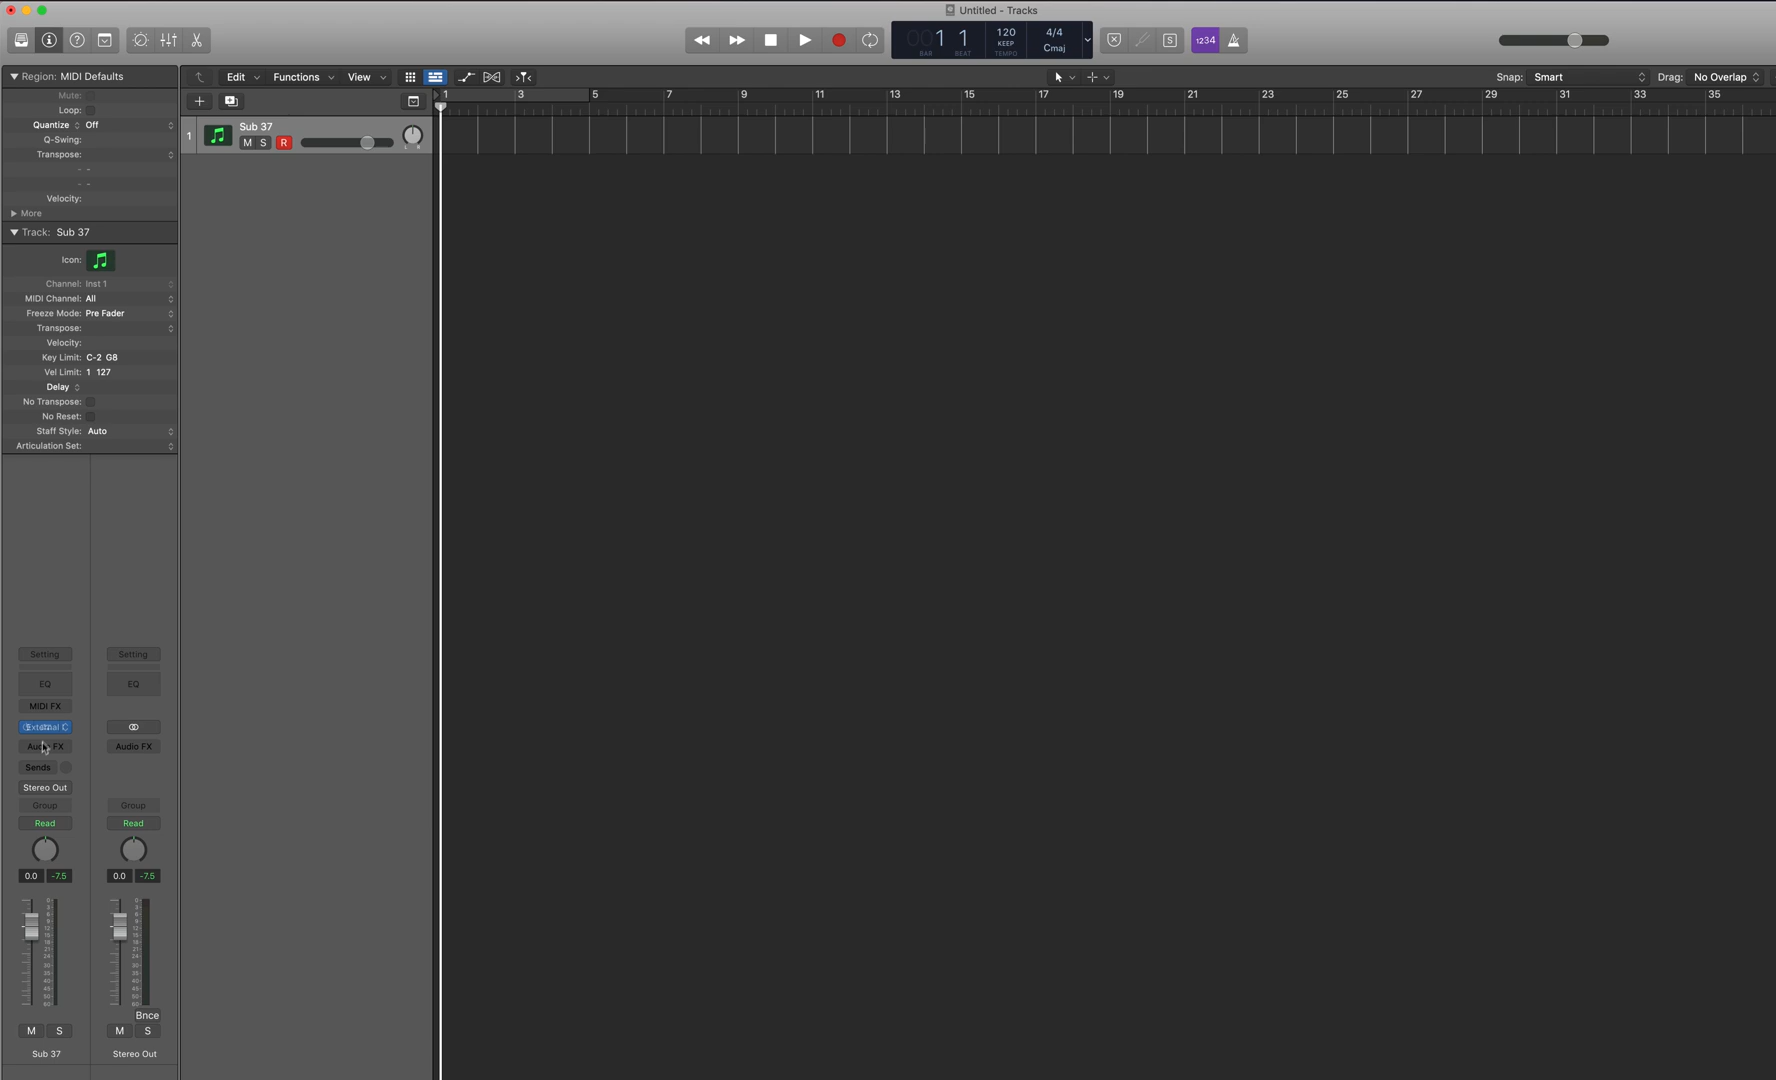 Untitled - Tracks
1234
001 1
BAR BEAT
120
KEEP
TEMPO
4/4
Cmaj
Region: MIDI Defaults
Mute:
Loop:
Quantize Off
Q-Swing:
Transpose:
- -
- -
Velocity:
More
Track: Sub 37
Icon:
Channel: Inst 1
MIDI Channel: All
Freeze Mode: Pre Fader
Transpose:
Velocity:
Key Limit: C-2 G8
Vel Limit: 1 127
Delay
No Transpose:
No Reset:
Staff Style: Auto
Articulation Set:
Edit Functions View
Snap: Smart Drag: No Overlap
1 3 5 7 9 11 13 15 17 19 21 23 25 27 29 31 33 35
1 Sub 37
M S R
L R
Setting Setting
EQ EQ
MIDI FX
Audio FX
Sends
Stereo Out
Group Group
Read Read
0.0 -7.5 0.0 -7.5
Bnce
M S M S
Sub 37 Stereo Out